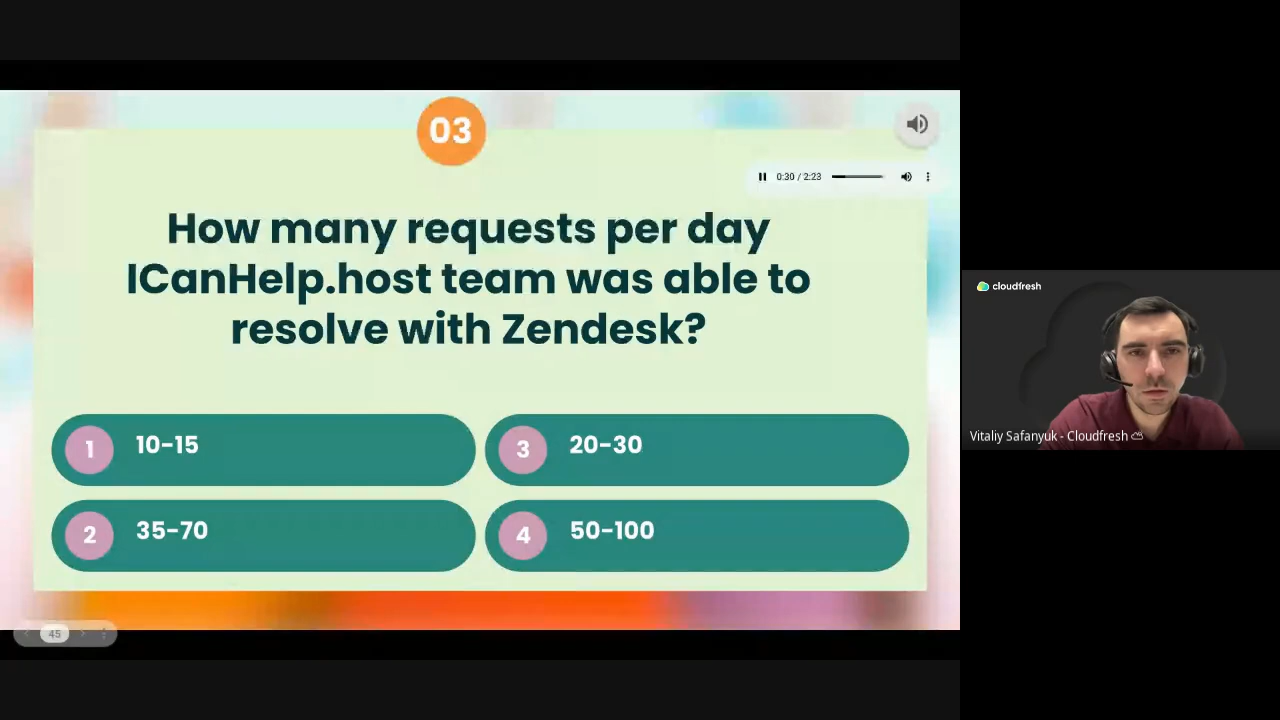 03
0:30 / 2:23
How many requests per day
ICanHelp.host team was able to
resolve with Zendesk?
1 10-15
3 20-30
2 35-70
4 50-100
45
cloudfresh
Vitaliy Safanyuk - Cloudfresh